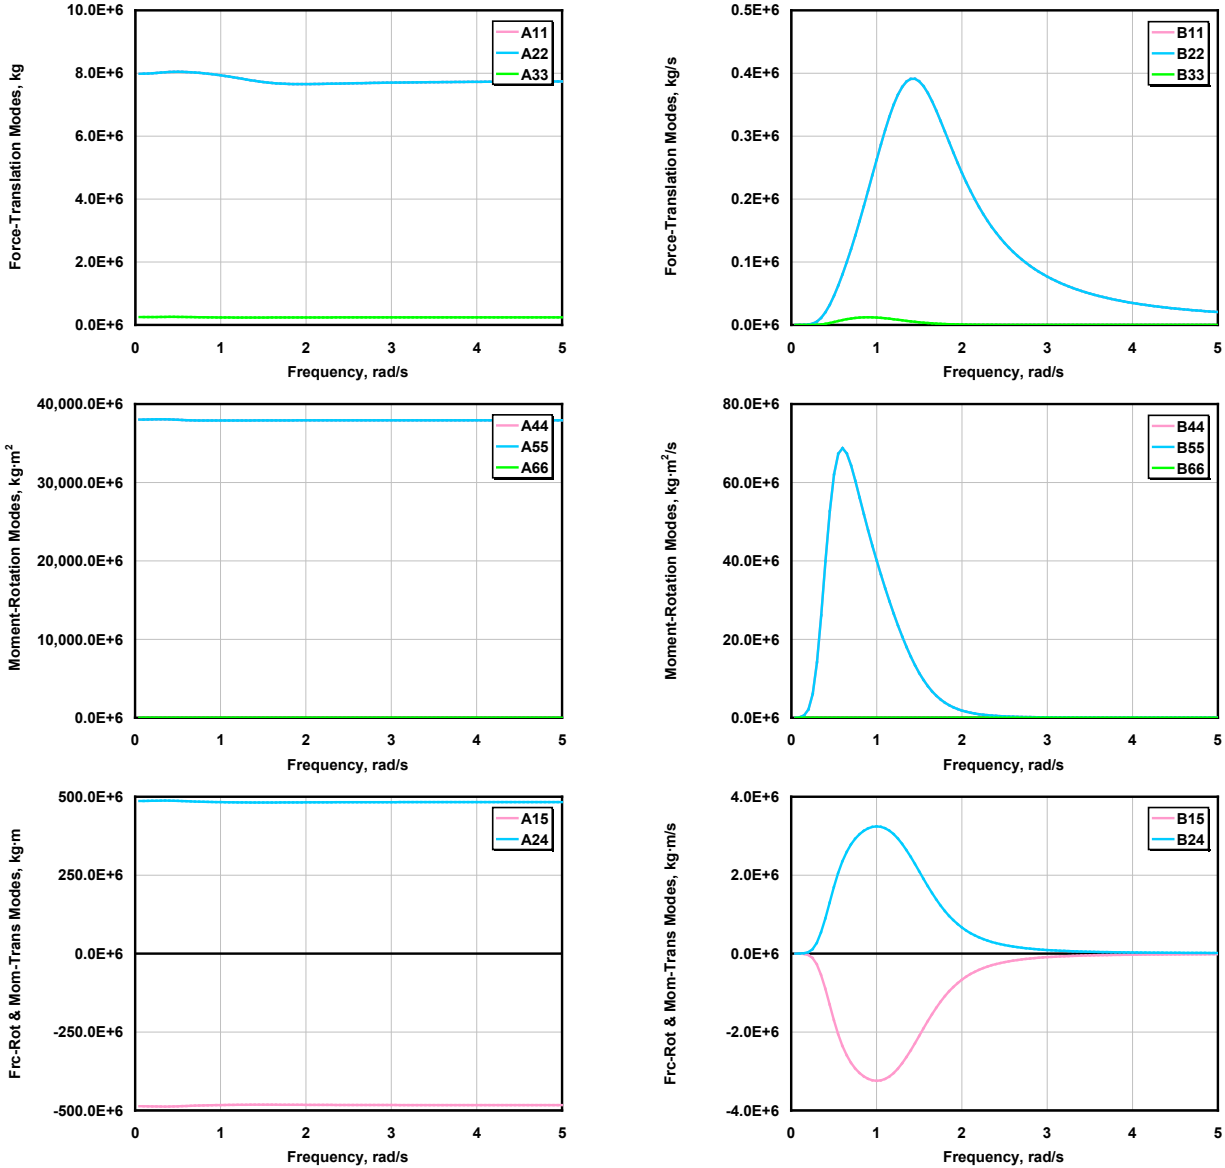 Force-Translation Modes, kg
10.0E+6
8.0E+6
6.0E+6
4.0E+6
2.0E+6
0.0E+6
0 1 2 3 4 5
Frequency, rad/s
A11
A22
A33
Force-Translation Modes, kg/s
0.5E+6
0.4E+6
0.3E+6
0.2E+6
0.1E+6
0.0E+6
0 1 2 3 4 5
Frequency, rad/s
B11
B22
B33
Moment-Rotation Modes, kg·m²
40,000.0E+6
30,000.0E+6
20,000.0E+6
10,000.0E+6
0.0E+6
0 1 2 3 4 5
Frequency, rad/s
A44
A55
A66
Moment-Rotation Modes, kg·m²/s
80.0E+6
60.0E+6
40.0E+6
20.0E+6
0.0E+6
0 1 2 3 4 5
Frequency, rad/s
B44
B55
B66
Frc-Rot & Mom-Trans Modes, kg·m
500.0E+6
250.0E+6
0.0E+6
-250.0E+6
-500.0E+6
0 1 2 3 4 5
Frequency, rad/s
A15
A24
Frc-Rot & Mom-Trans Modes, kg·m/s
4.0E+6
2.0E+6
0.0E+6
-2.0E+6
-4.0E+6
0 1 2 3 4 5
Frequency, rad/s
B15
B24